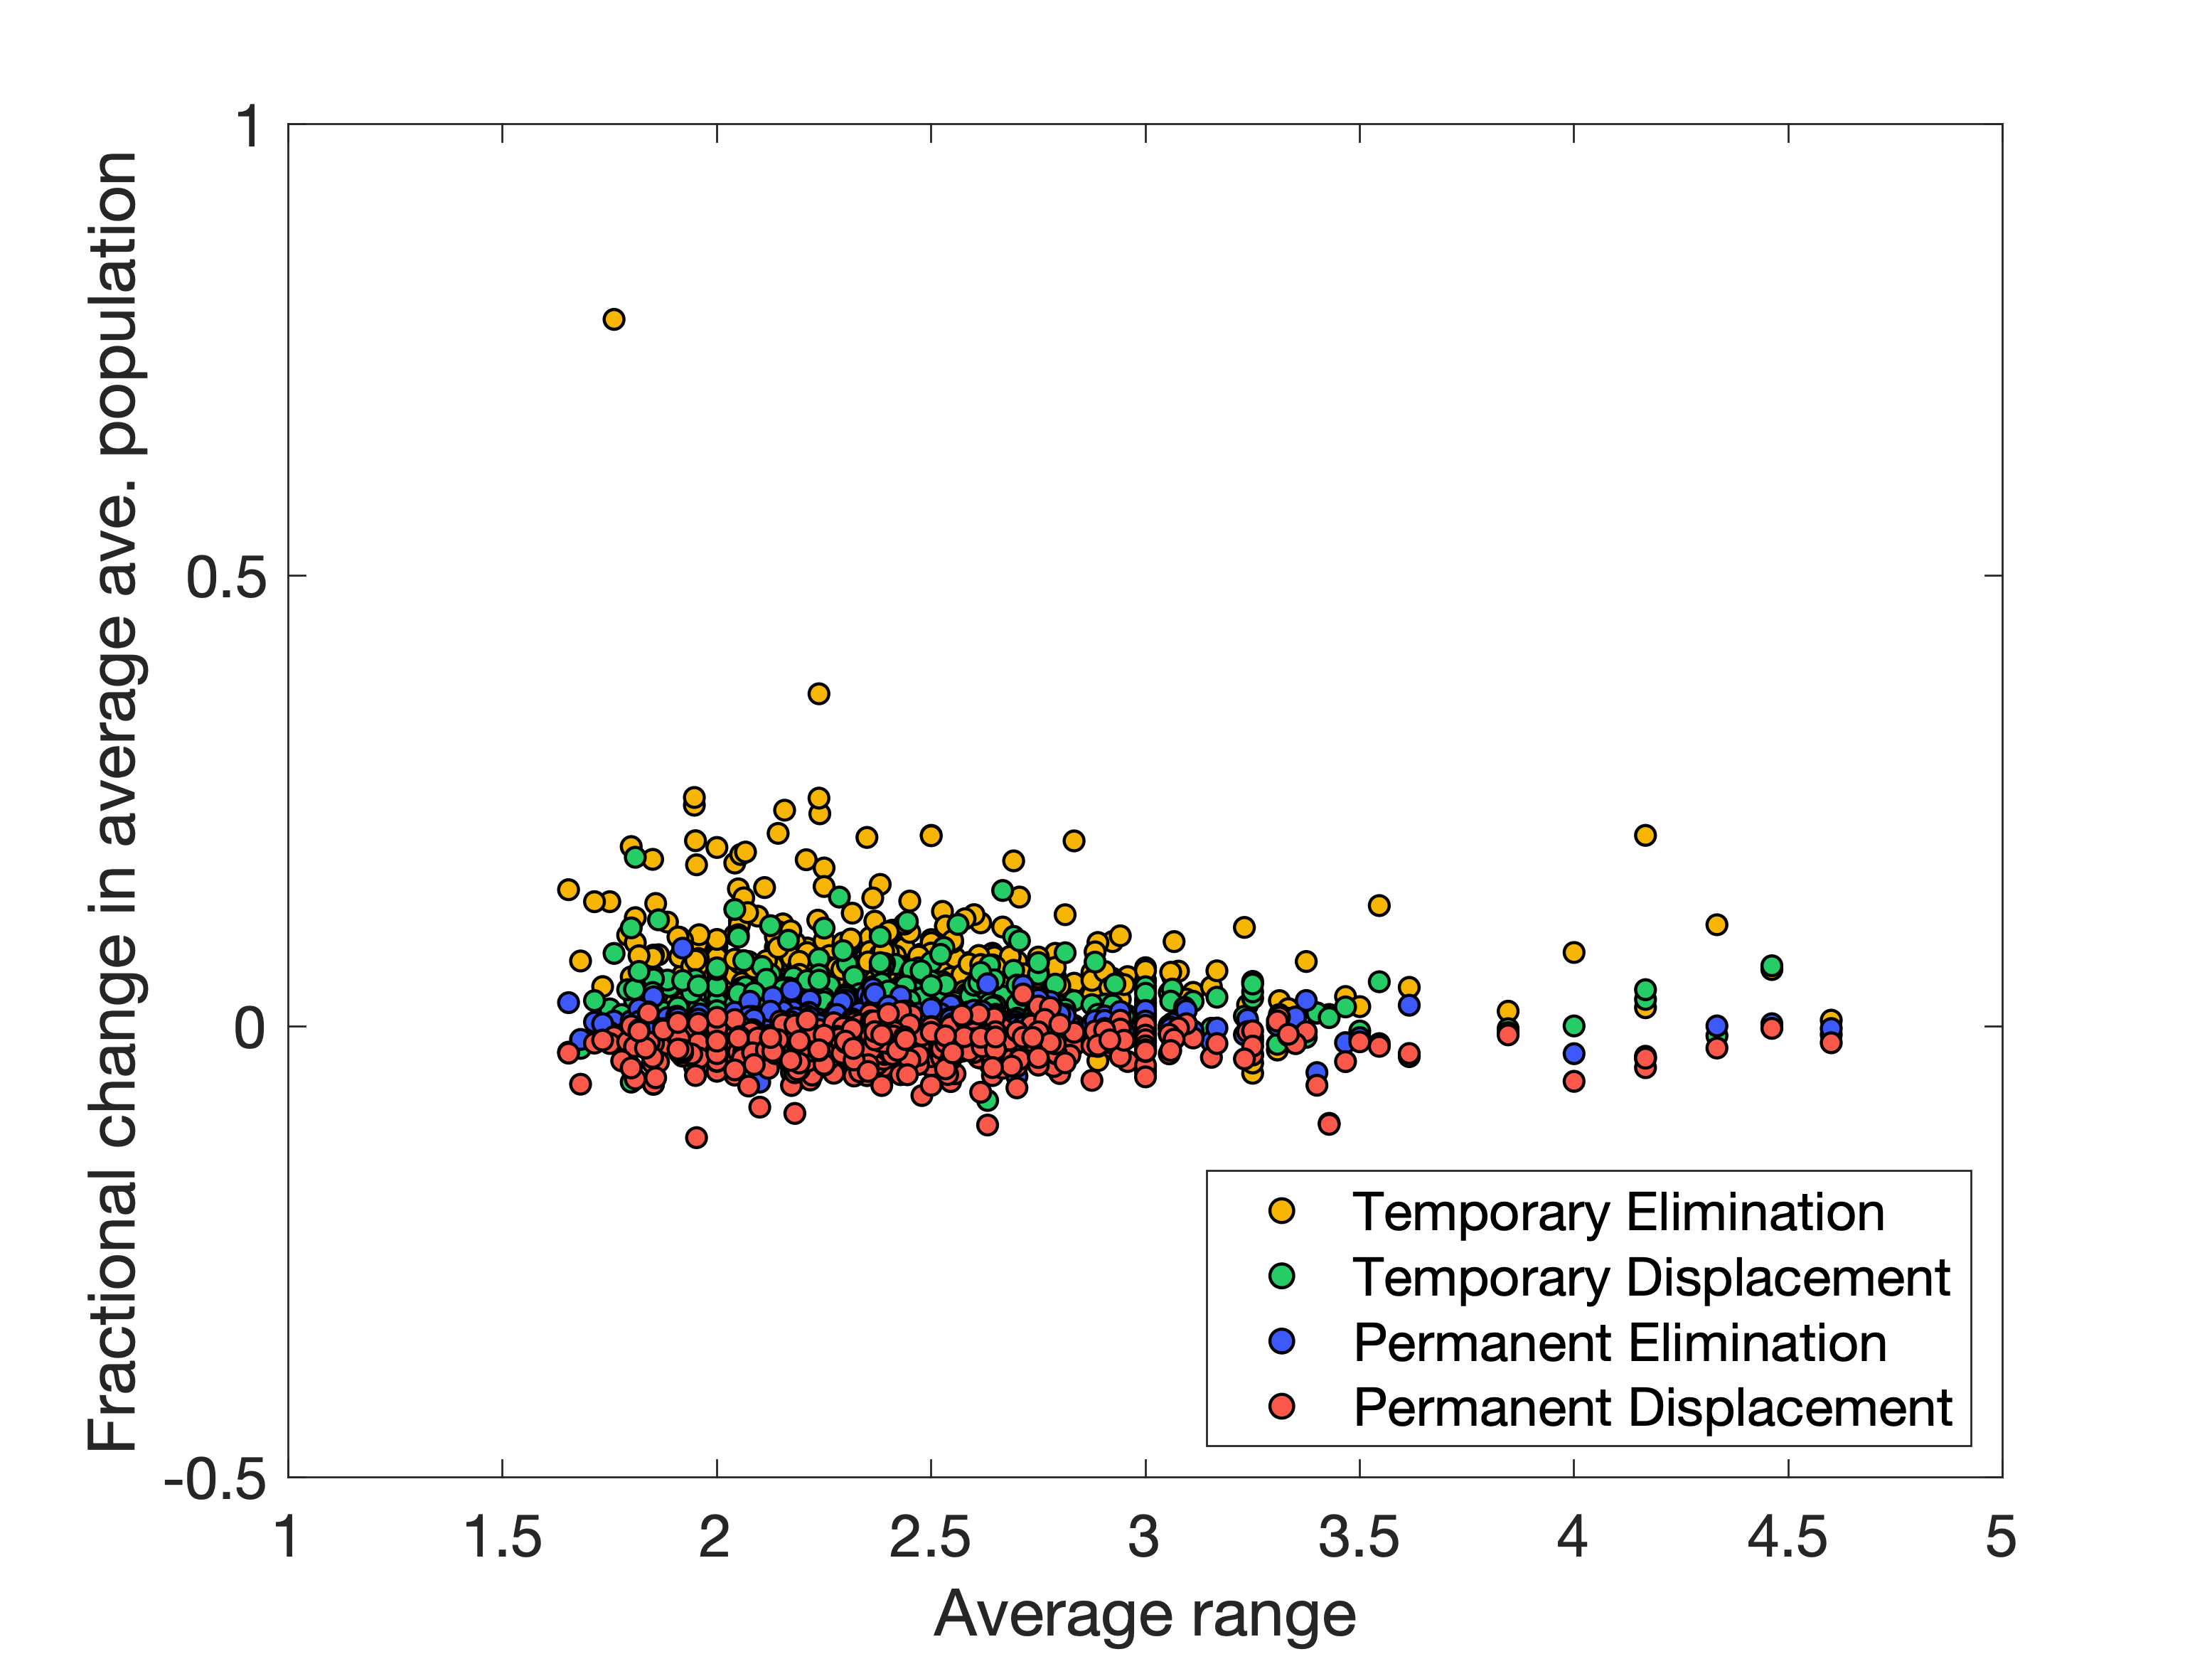 Fractional change in average ave. population
1
0.5
0
-0.5
Temporary Elimination
Temporary Displacement
Permanent Elimination
Permanent Displacement
1 1.5 2 2.5 3 3.5 4 4.5 5
Average range